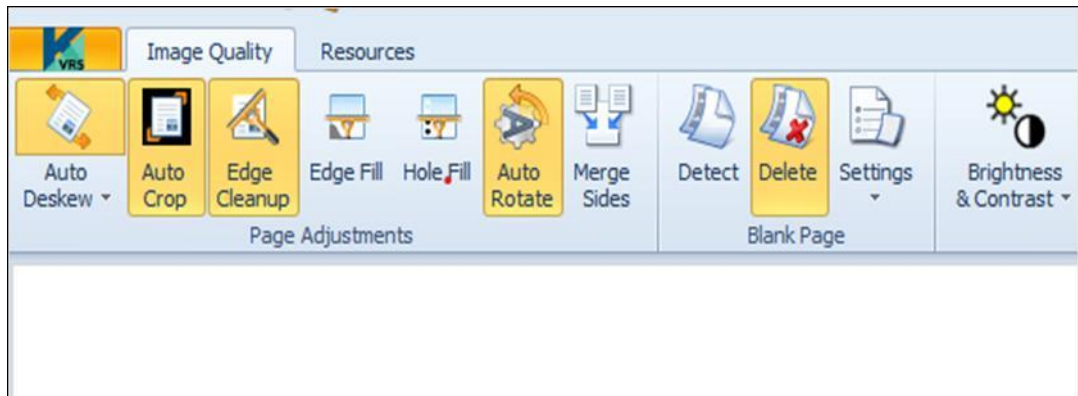 VRS
Image Quality Resources
Auto Deskew
Auto Crop
Edge Cleanup
Edge Fill
Hole Fill
Auto Rotate
Merge Sides
Detect
Delete
Settings
Brightness & Contrast
Page Adjustments
Blank Page